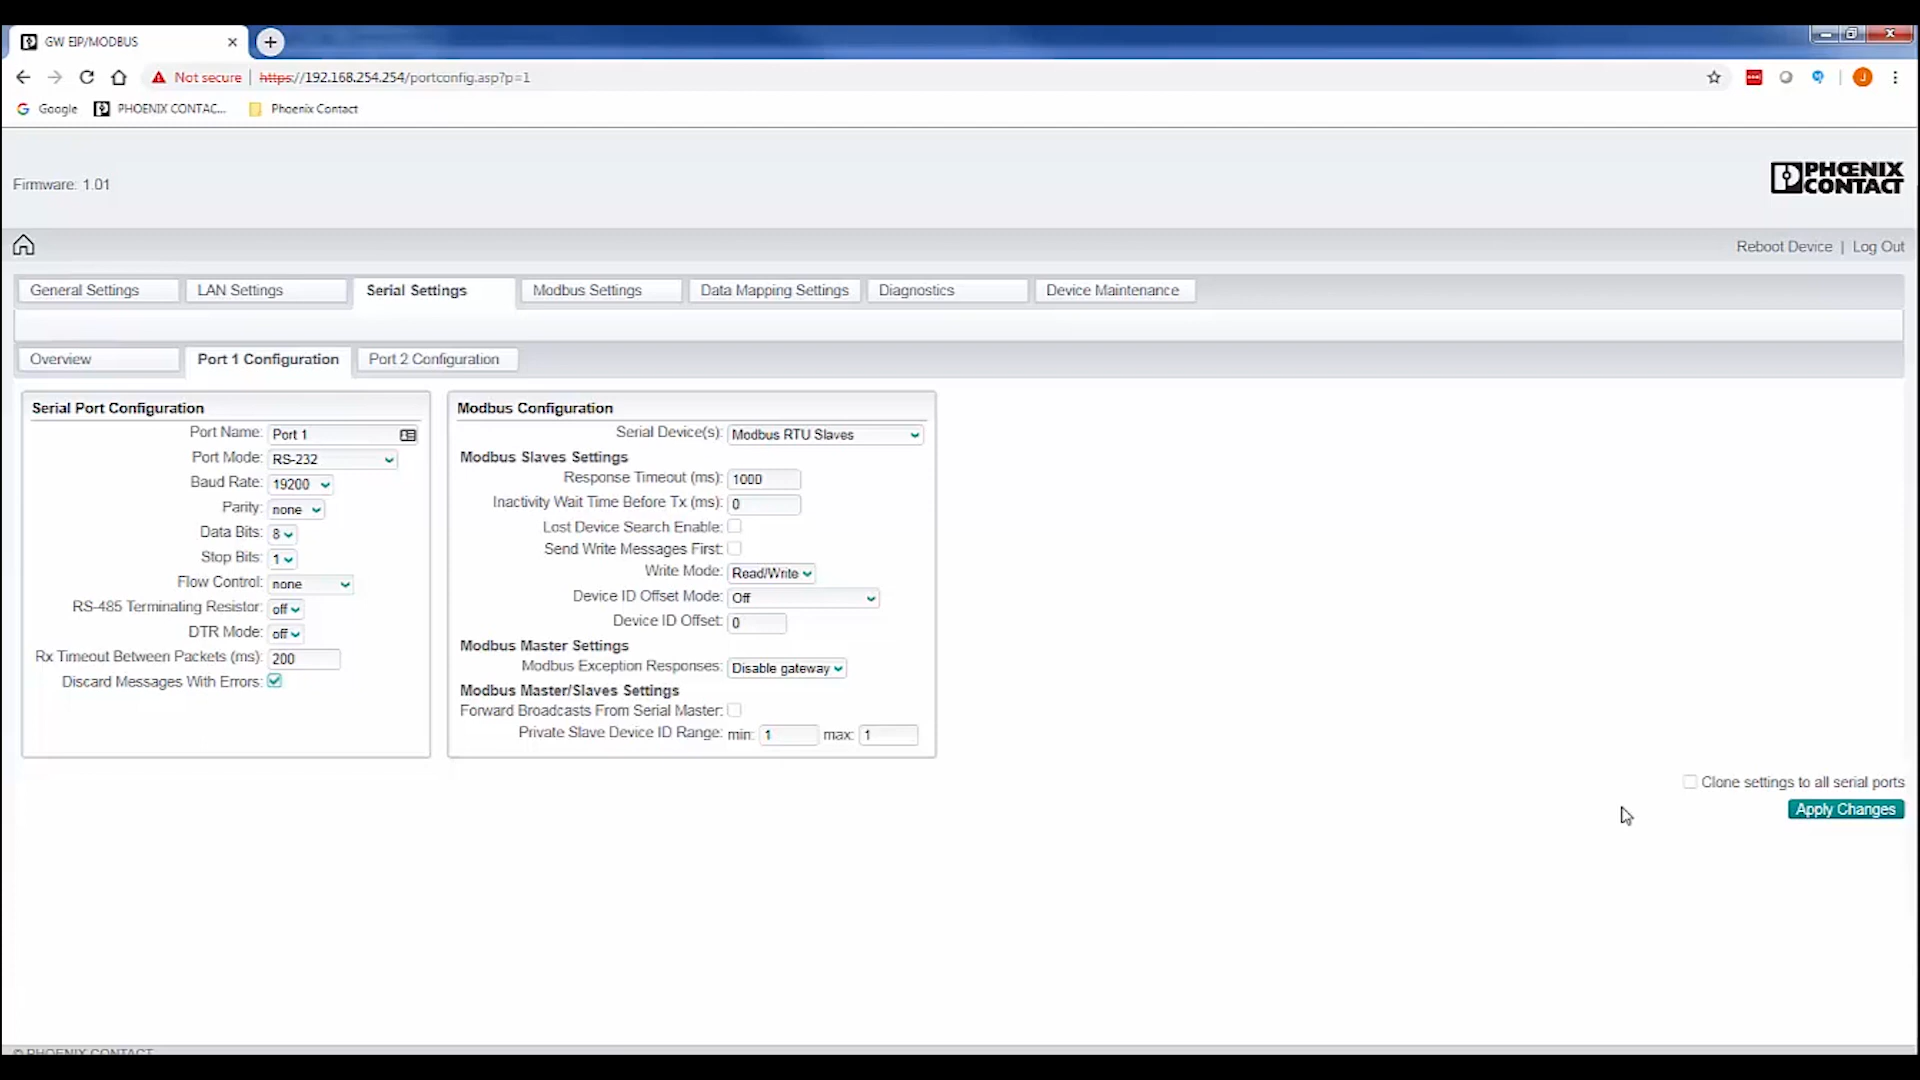 GW EIP/MODBUS
Not secure https://192.168.254.254/portconfig.asp?p=1
Google PHOENIX CONTAC... Phoenix Contact
Firmware: 1.01
PHOENIX
CONTACT
Reboot Device | Log Out
General Settings LAN Settings Serial Settings Modbus Settings Data Mapping Settings Diagnostics Device Maintenance
Overview Port 1 Configuration Port 2 Configuration
Serial Port Configuration
Port Name: Port 1
Port Mode: RS-232
Baud Rate: 19200
Parity: none
Data Bits: 8
Stop Bits: 1
Flow Control: none
RS-485 Terminating Resistor: off
DTR Mode: off
Rx Timeout Between Packets (ms): 200
Discard Messages With Errors:
Modbus Configuration
Serial Device(s): Modbus RTU Slaves
Modbus Slaves Settings
Response Timeout (ms): 1000
Inactivity Wait Time Before Tx (ms): 0
Lost Device Search Enable:
Send Write Messages First:
Write Mode: Read/Write
Device ID Offset Mode: Off
Device ID Offset: 0
Modbus Master Settings
Modbus Exception Responses: Disable gateway
Modbus Master/Slaves Settings
Forward Broadcasts From Serial Master:
Private Slave Device ID Range: min: 1 max: 1
Clone settings to all serial ports
Apply Changes
© PHOENIX CONTACT